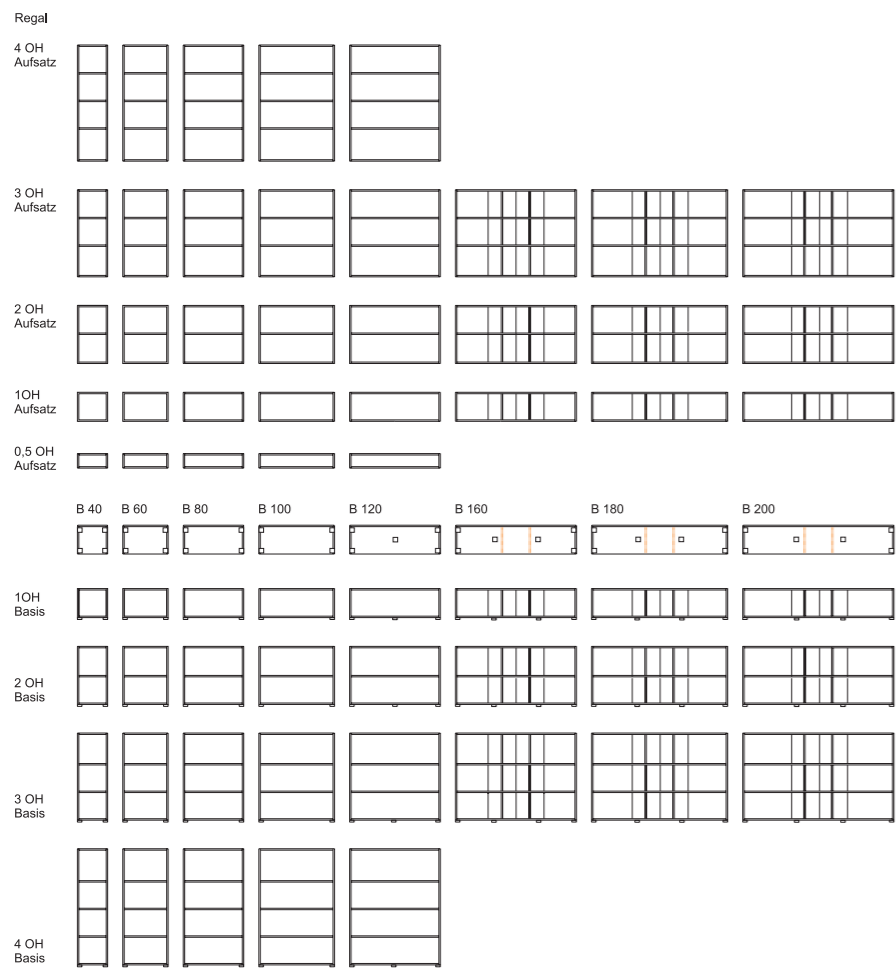 Regal
4 OH
Aufsatz
3 OH
Aufsatz
2 OH
Aufsatz
1OH
Aufsatz
0,5 OH
Aufsatz
B 40 B 60 B 80 B 100 B 120 B 160 B 180 B 200
1OH
Basis
2 OH
Basis
3 OH
Basis
4 OH
Basis